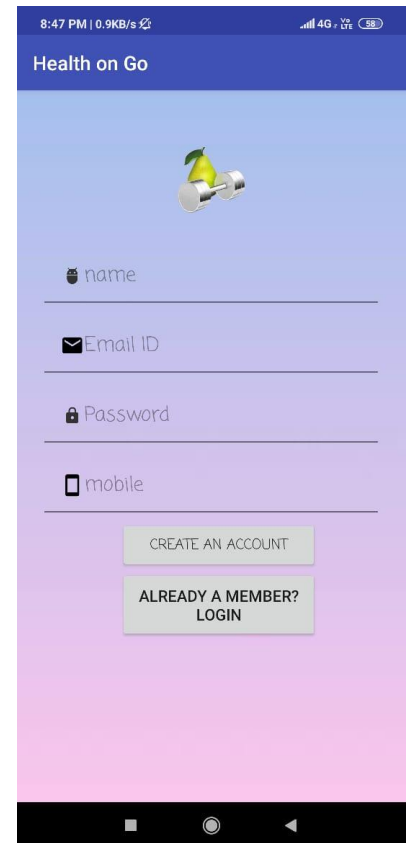 8:47 PM | 0.9KB/s
4G Vo LTE 58
Health on Go
name
Email ID
Password
mobile
CREATE AN ACCOUNT
ALREADY A MEMBER?
LOGIN